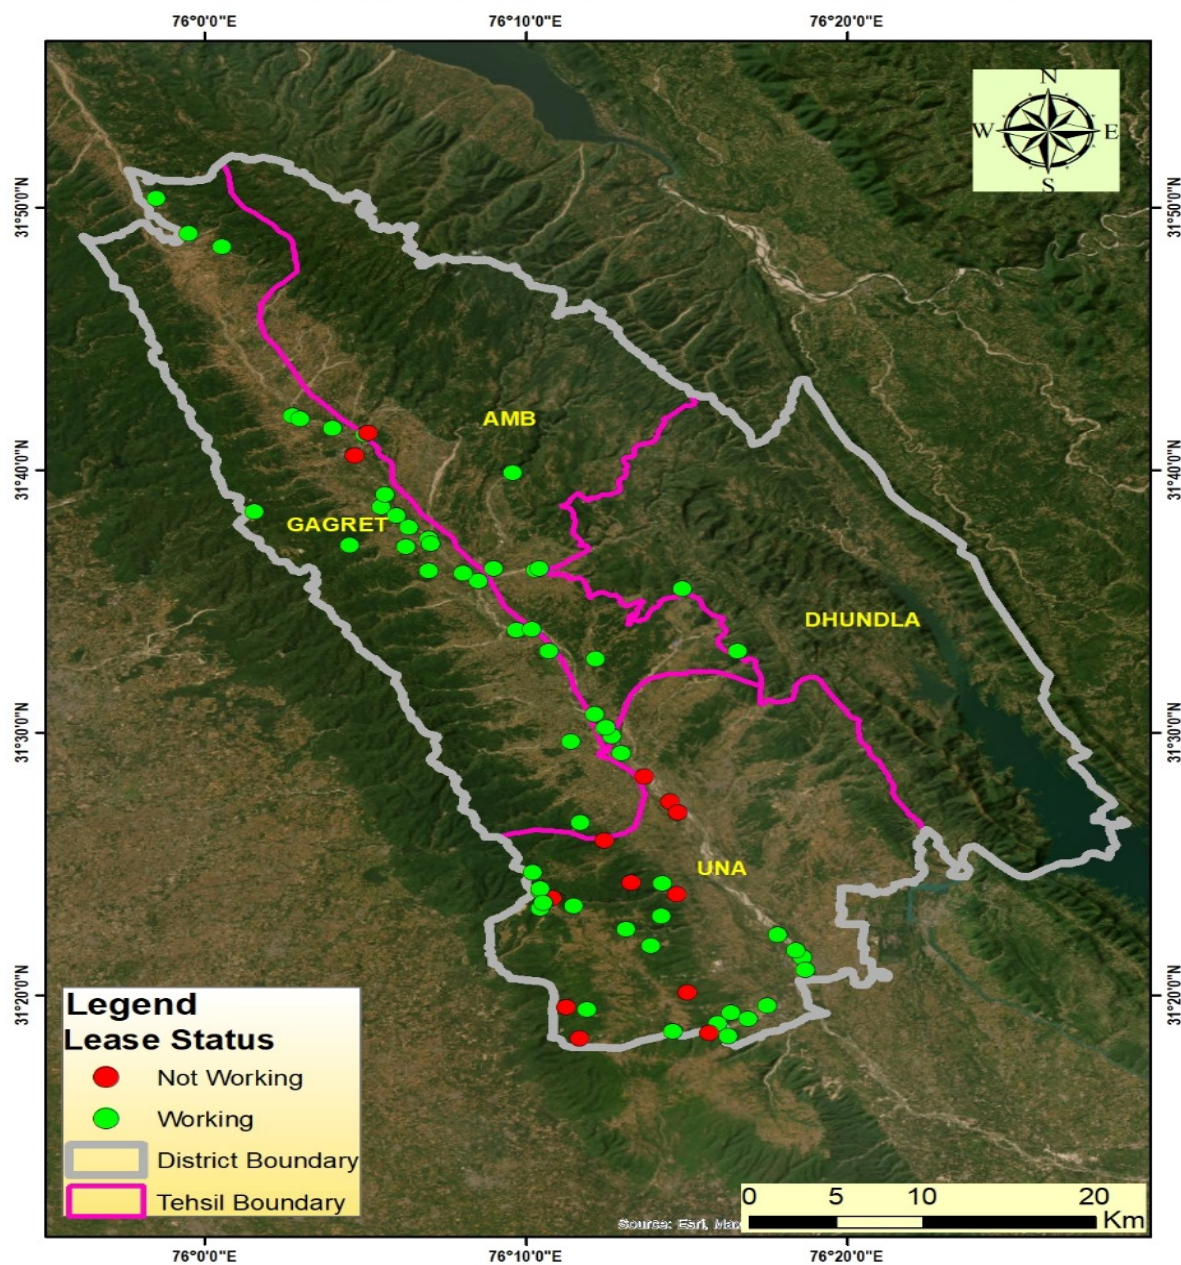 76°0'0"E 76°10'0"E 76°20'0"E
N
W E
S
31°50'0"N 31°50'0"N
AMB
31°40'0"N 31°40'0"N
GAGRET
DHUNDLA
31°30'0"N 31°30'0"N
UNA
31°20'0"N 31°20'0"N
Legend
Lease Status
Not Working
Working
District Boundary
Tehsil Boundary
0 5 10 20
Km
Source: Esri, Max
76°0'0"E 76°10'0"E 76°20'0"E